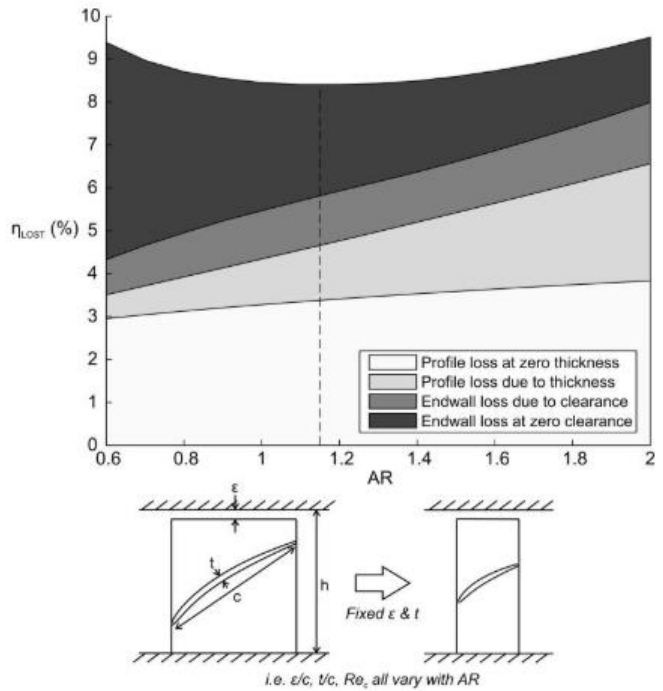 10
9
8
7
6
5
4
3
2
1
0
η_LOST (%)
Profile loss at zero thickness
Profile loss due to thickness
Endwall loss due to clearance
Endwall loss at zero clearance
0.6 0.8 1 1.2 1.4 1.6 1.8 2
AR
ε
t
c
h
Fixed ε & t
i.e. ε/c, t/c, Re_c all vary with AR